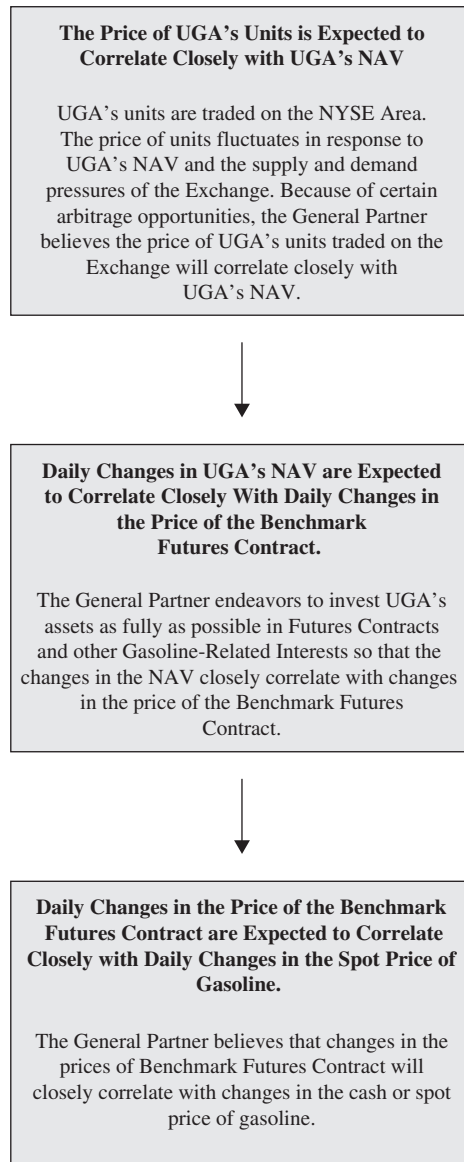 The Price of UGA’s Units is Expected to
Correlate Closely with UGA’s NAV
UGA’s units are traded on the NYSE Area.
The price of units fluctuates in response to
UGA’s NAV and the supply and demand
pressures of the Exchange. Because of certain
arbitrage opportunities, the General Partner
believes the price of UGA’s units traded on the
Exchange will correlate closely with
UGA’s NAV.
Daily Changes in UGA’s NAV are Expected
to Correlate Closely With Daily Changes in
the Price of the Benchmark
Futures Contract.
The General Partner endeavors to invest UGA’s
assets as fully as possible in Futures Contracts
and other Gasoline-Related Interests so that the
changes in the NAV closely correlate with changes
in the price of the Benchmark Futures
Contract.
Daily Changes in the Price of the Benchmark
Futures Contract are Expected to Correlate
Closely with Daily Changes in the Spot Price of
Gasoline.
The General Partner believes that changes in the
prices of Benchmark Futures Contract will
closely correlate with changes in the cash or spot
price of gasoline.